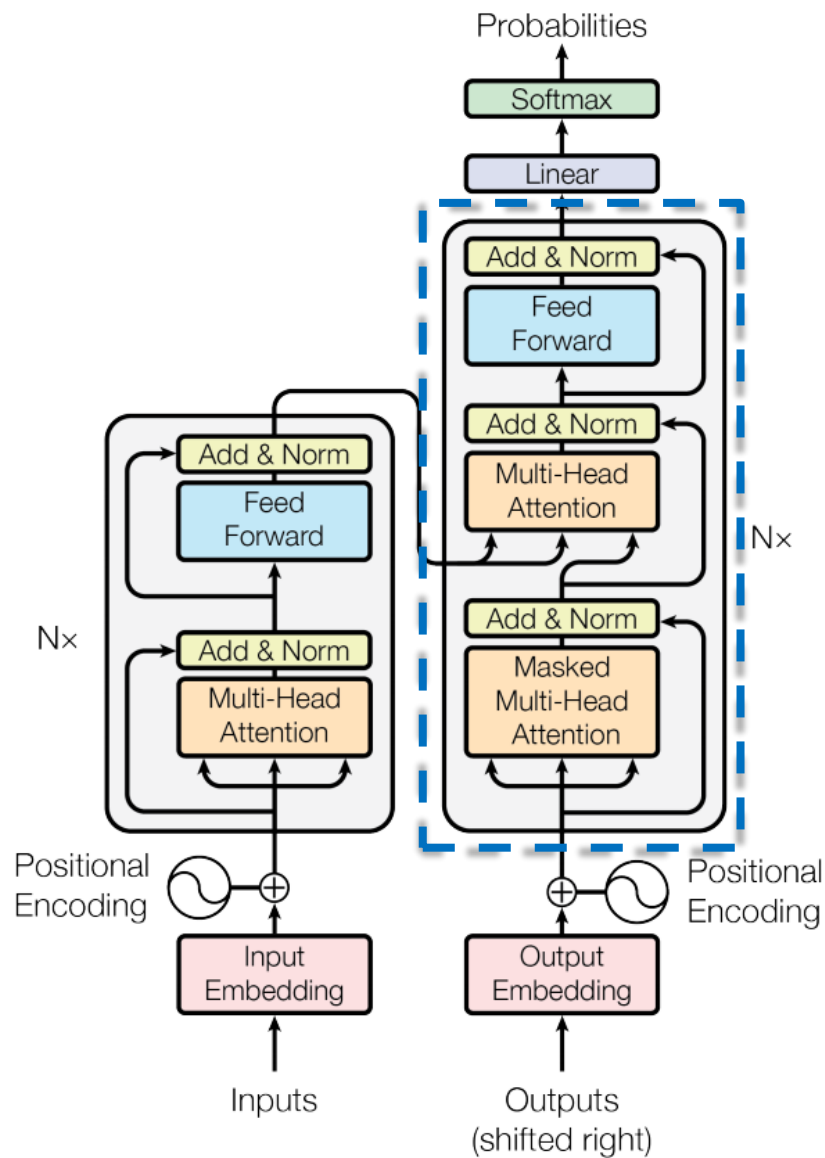 Probabilities
Softmax
Linear
Add & Norm
Feed
Forward
Add & Norm
Multi-Head
Attention
Add & Norm
Masked
Multi-Head
Attention
N×
Add & Norm
Feed
Forward
Add & Norm
Multi-Head
Attention
N×
Positional
Encoding
Positional
Encoding
Input
Embedding
Output
Embedding
Inputs
Outputs
(shifted right)